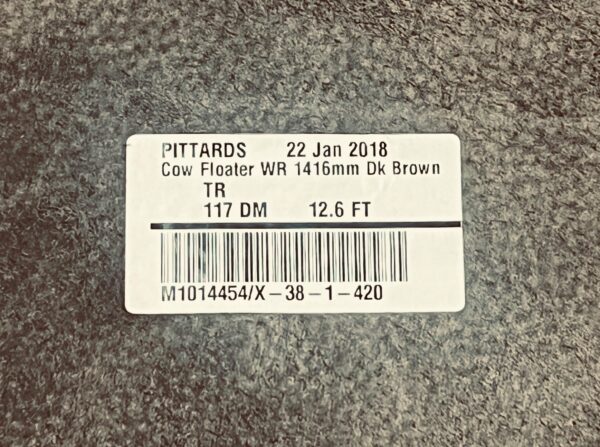 PITTARDS 22 Jan 2018
Cow Floater WR 1416mm Dk Brown
TR
117 DM 12.6 FT
M1014454/X-38-1-420